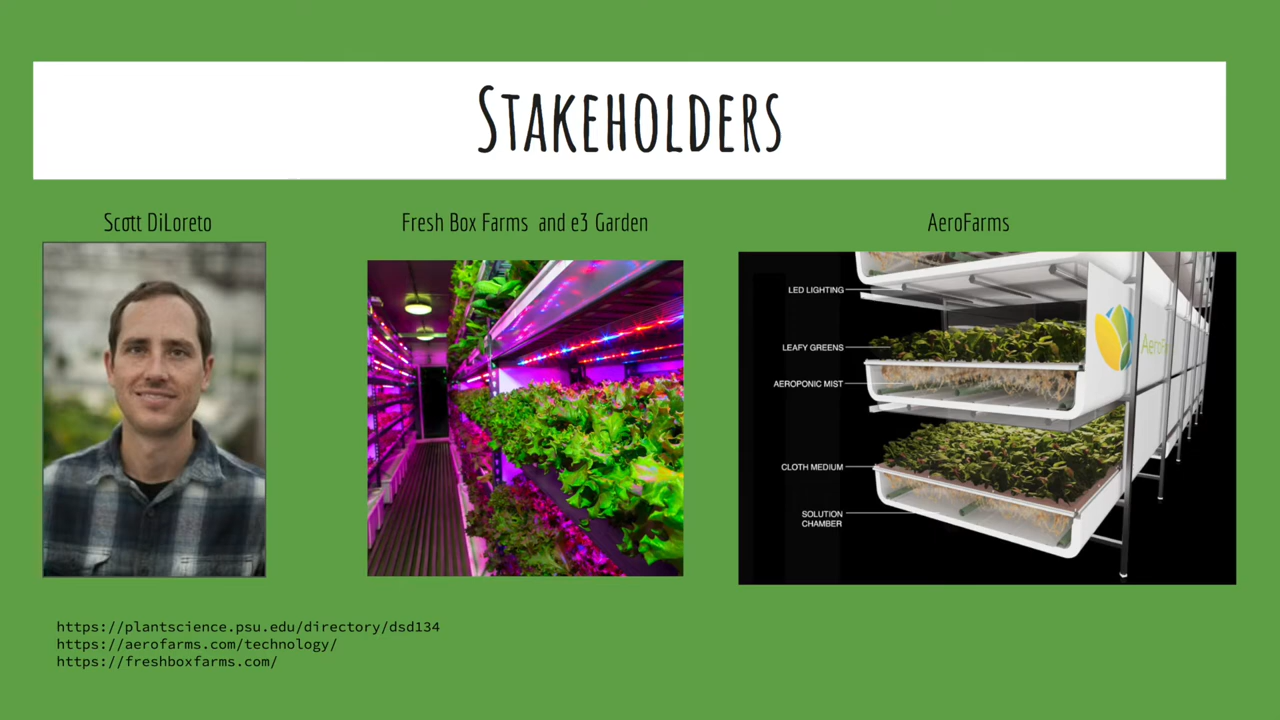 STAKEHOLDERS
Scott DiLoreto
Fresh Box Farms and e3 Garden
AeroFarms
LED LIGHTING
LEAFY GREENS
AEROPONIC MIST
CLOTH MEDIUM
SOLUTION
CHAMBER
https://plantscience.psu.edu/directory/dsd134
https://aerofarms.com/technology/
https://freshboxfarms.com/